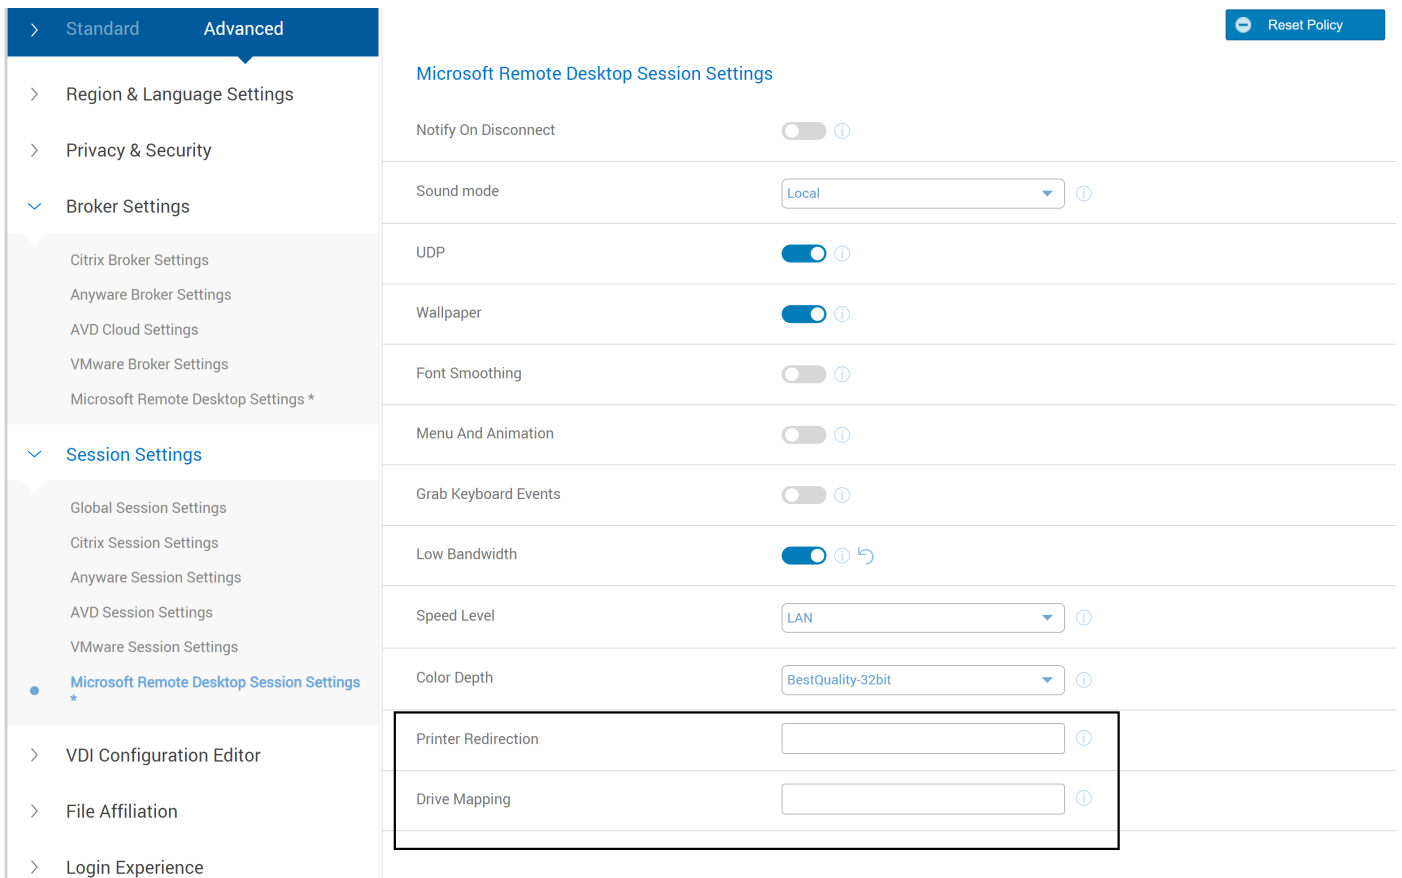 Standard
Advanced
Reset Policy
Region & Language Settings
Privacy & Security
Broker Settings
Citrix Broker Settings
Anyware Broker Settings
AVD Cloud Settings
VMware Broker Settings
Microsoft Remote Desktop Settings *
Session Settings
Global Session Settings
Citrix Session Settings
Anyware Session Settings
AVD Session Settings
VMware Session Settings
Microsoft Remote Desktop Session Settings
*
VDI Configuration Editor
File Affiliation
Login Experience
Microsoft Remote Desktop Session Settings
Notify On Disconnect
Sound mode
Local
UDP
Wallpaper
Font Smoothing
Menu And Animation
Grab Keyboard Events
Low Bandwidth
Speed Level
LAN
Color Depth
BestQuality-32bit
Printer Redirection
Drive Mapping